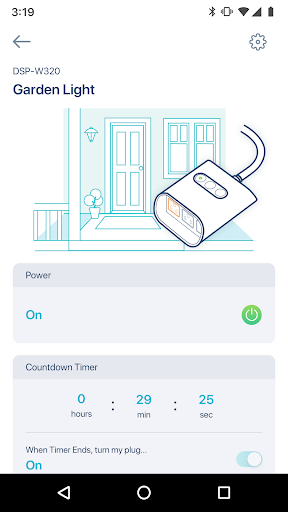 3:19
DSP-W320
Garden Light
Power
On
Countdown Timer
0 : 29 : 25
hours min sec
When Timer Ends, turn my plug...
On